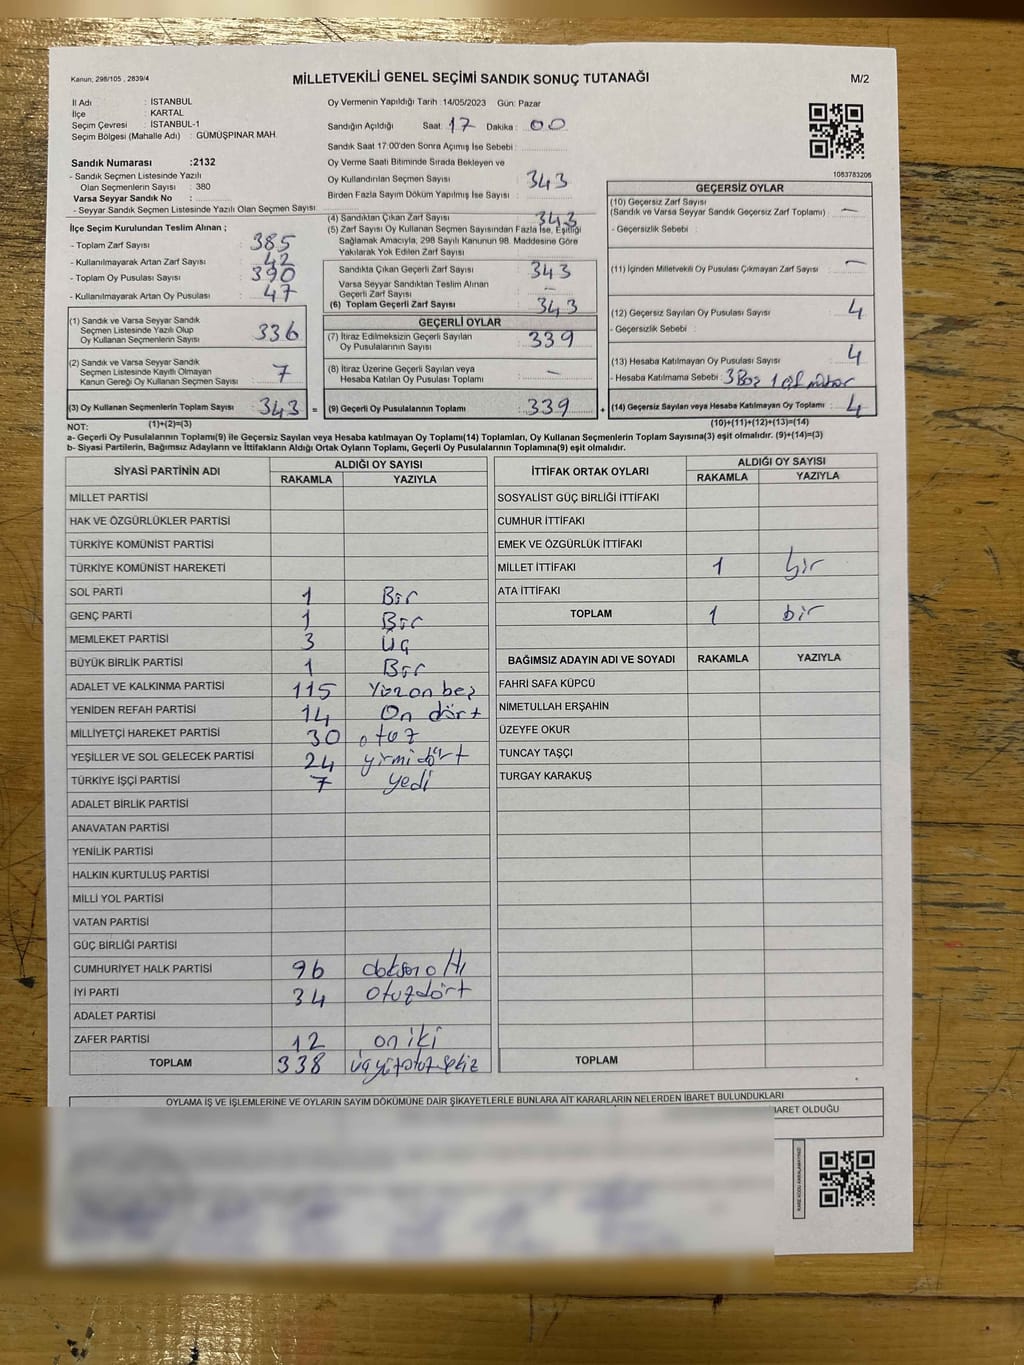 Kanun; 298/105 , 2839/4
MİLLETVEKİLİ GENEL SEÇİMİ SANDIK SONUÇ TUTANAĞI
M/2
İl Adı : İSTANBUL
İlçe : KARTAL
Seçim Çevresi : İSTANBUL-1
Seçim Bölgesi (Mahalle Adı) : GÜMÜŞPINAR MAH.
Sandık Numarası :2132
- Sandık Seçmen Listesinde Yazılı
Olan Seçmenlerin Sayısı : 380
Varsa Seyyar Sandık No :
- Seyyar Sandık Seçmen Listesinde Yazılı Olan Seçmen Sayısı
Oy Vermenin Yapıldığı Tarih :14/05/2023 Gün: Pazar
Sandığın Açıldığı Saat: 17 Dakika : 00
Sandık Saat 17:00'den Sonra Açımış İse Sebebi :
Oy Verme Saati Bitiminde Sırada Bekleyen ve
Oy Kullandırılan Seçmen Sayısı : 343
Birden Fazla Sayım Döküm Yapılmış İse Sayısı :
1063783206
İlçe Seçim Kurulundan Teslim Alınan ;
- Toplam Zarf Sayısı : 385
- Kullanılmayarak Artan Zarf Sayısı : 42
- Toplam Oy Pusulası Sayısı : 390
- Kullanılmayarak Artan Oy Pusulası : 47
(1) Sandık ve Varsa Seyyar Sandık
Seçmen Listesinde Yazılı Olup
Oy Kullanan Seçmenlerin Sayısı : 336
(2) Sandık ve Varsa Seyyar Sandık
Seçmen Listesinde Kayıtlı Olmayan
Kanun Gereği Oy Kullanan Seçmen Sayısı : 7
(3) Oy Kullanan Seçmenlerin Toplam Sayısı : 343 =
(1)+(2)=(3)
(4) Sandıktan Çıkan Zarf Sayısı : 343
(5) Zarf Sayısı Oy Kullanan Seçmen Sayısından Fazla İse, Eşitliği
Sağlamak Amacıyla, 298 Sayılı Kanunun 98. Maddesine Göre
Yakılarak Yok Edilen Zarf Sayısı
Sandıkta Çıkan Geçerli Zarf Sayısı : 343
Varsa Seyyar Sandıktan Teslim Alınan
Geçerli Zarf Sayısı : –
(6) Toplam Geçerli Zarf Sayısı : 343
GEÇERLİ OYLAR
(7) İtiraz Edilmeksizin Geçerli Sayılan
Oy Pusulalarının Sayısı : 339
(8) İtiraz Üzerine Geçerli Sayılan veya
Hesaba Katılan Oy Pusulası Toplamı : –
(9) Geçerli Oy Pusulalarının Toplamı : 339 +
GEÇERSİZ OYLAR
(10) Geçersiz Zarf Sayısı
(Sandık ve Varsa Seyyar Sandık Geçersiz Zarf Toplamı) : –
- Geçersizlik Sebebi :
(11) İçinden Milletvekili Oy Pusulası Çıkmayan Zarf Sayısı : –
(12) Geçersiz Sayılan Oy Pusulası Sayısı : 4
- Geçersizlik Sebebi :
(13) Hesaba Katılmayan Oy Pusulası Sayısı : 4
- Hesaba Katılmama Sebebi : 3 Boş 1
(14) Geçersiz Sayılan veya Hesaba Katılmayan Oy Toplamı : 4
(10)+(11)+(12)+(13)=(14)
NOT:
a- Geçerli Oy Pusulalarının Toplamı(9) ile Geçersiz Sayılan veya Hesaba katılmayan Oy Toplamı(14) Toplamları, Oy Kullanan Seçmenlerin Toplam Sayısına(3) eşit olmalıdır. (9)+(14)=(3)
b- Siyasi Partilerin, Bağımsız Adayların ve İttifakların Aldığı Ortak Oyların Toplamı, Geçerli Oy Pusulalarının Toplamına(9) eşit olmalıdır.
SİYASİ PARTİNİN ADI ALDIĞI OY SAYISI
RAKAMLA YAZIYLA
MİLLET PARTİSİ
HAK VE ÖZGÜRLÜKLER PARTİSİ
TÜRKİYE KOMÜNİST PARTİSİ
TÜRKİYE KOMÜNİST HAREKETİ
SOL PARTİ 1 Bir
GENÇ PARTİ 1 Bir
MEMLEKET PARTİSİ 3 Üç
BÜYÜK BİRLİK PARTİSİ 1 Bir
ADALET VE KALKINMA PARTİSİ 115 Yüzon beş
YENİDEN REFAH PARTİSİ 14 On dört
MİLLİYETÇİ HAREKET PARTİSİ 30 otuz
YEŞİLLER VE SOL GELECEK PARTİSİ 24 yirmi dört
TÜRKİYE İŞÇİ PARTİSİ 7 yedi
ADALET BİRLİK PARTİSİ
ANAVATAN PARTİSİ
YENİLİK PARTİSİ
HALKIN KURTULUŞ PARTİSİ
MİLLİ YOL PARTİSİ
VATAN PARTİSİ
GÜÇ BİRLİĞİ PARTİSİ
CUMHURİYET HALK PARTİSİ 96 doksan altı
İYİ PARTİ 34 otuzdört
ADALET PARTİSİ
ZAFER PARTİSİ 12 on iki
TOPLAM 338 üçyüzotuzsekiz
İTTİFAK ORTAK OYLARI ALDIĞI OY SAYISI
RAKAMLA YAZIYLA
SOSYALİST GÜÇ BİRLİĞİ İTTİFAKI
CUMHUR İTTİFAKI
EMEK VE ÖZGÜRLÜK İTTİFAKI
MİLLET İTTİFAKI 1 bir
ATA İTTİFAKI
TOPLAM 1 bir
BAĞIMSIZ ADAYIN ADI VE SOYADI RAKAMLA YAZIYLA
FAHRİ SAFA KÜPCÜ
NİMETULLAH ERŞAHİN
ÜZEYFE OKUR
TUNCAY TAŞÇI
TURGAY KARAKUŞ
TOPLAM
OYLAMA İŞ VE İŞLEMLERİNE VE OYLARIN SAYIM DÖKÜMÜNE DAİR ŞİKAYETLERLE BUNLARA AİT KARARLARIN NELERDEN İBARET BULUNDUKLARI
İBARET OLDUĞU